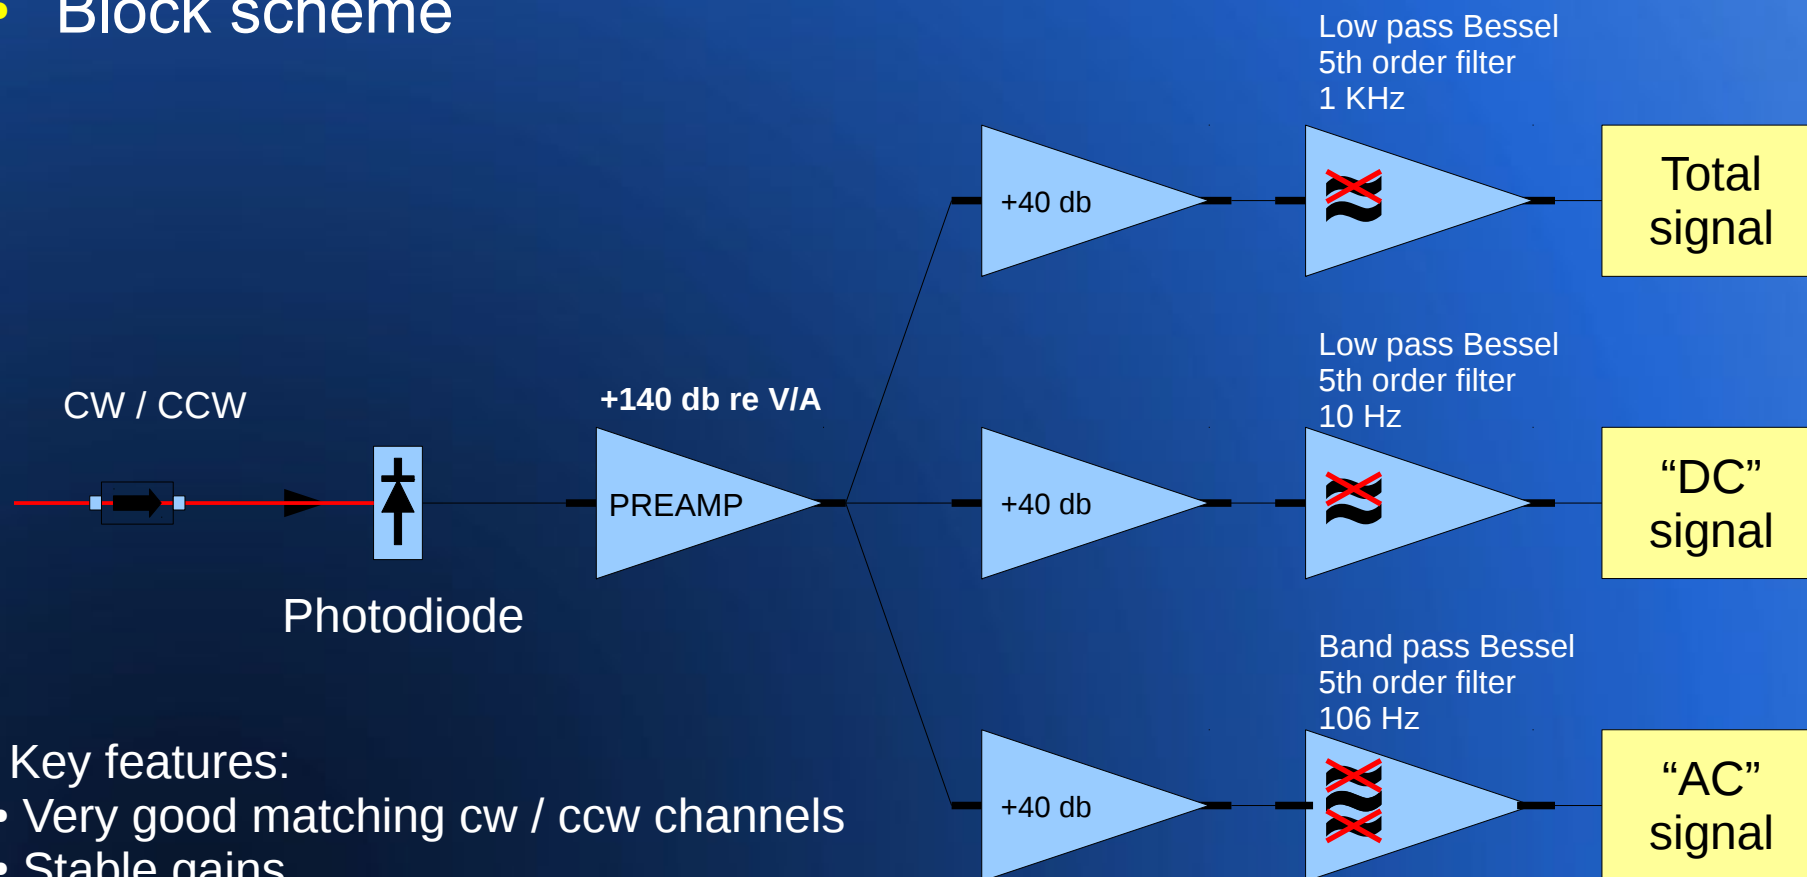 • Block scheme
Low pass Bessel
5th order filter
1 KHz
+40 db
Total
signal
CW / CCW
Photodiode
+140 db re V/A
PREAMP
Low pass Bessel
5th order filter
10 Hz
+40 db
“DC”
signal
Band pass Bessel
5th order filter
106 Hz
+40 db
“AC”
signal
Key features:
• Very good matching cw / ccw channels
• Stable gains